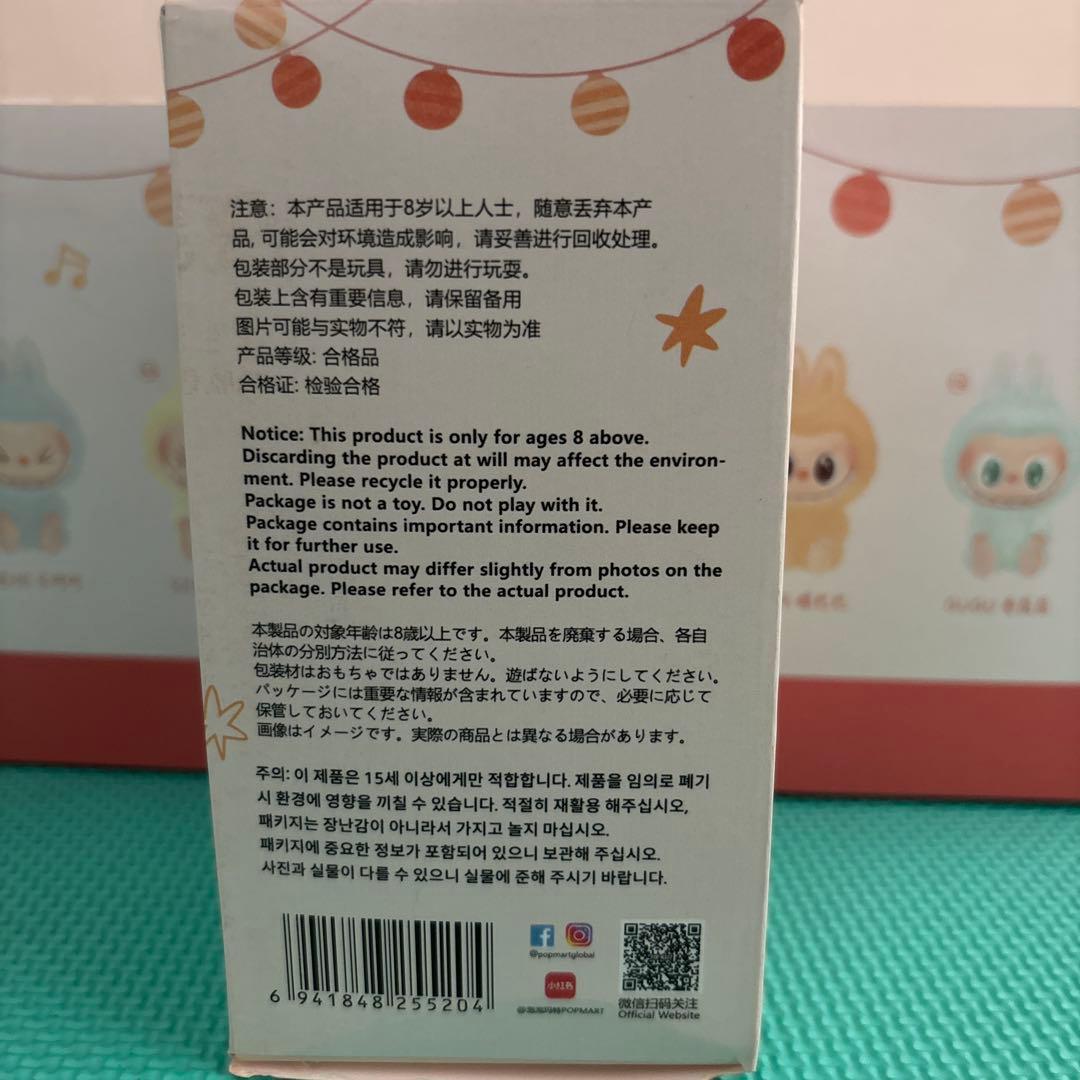 注意：本产品适用于8岁以上人士，随意丢弃本产
品，可能会对环境造成影响，请妥善进行回收处理。
包装部分不是玩具，请勿进行玩耍。
包装上含有重要信息，请保留备用
图片可能与实物不符，请以实物为准
产品等级: 合格品
合格证: 检验合格
Notice: This product is only for ages 8 above.
Discarding the product at will may affect the environ-
ment. Please recycle it properly.
Package is not a toy. Do not play with it.
Package contains important information. Please keep
it for further use.
Actual product may differ slightly from photos on the
package. Please refer to the actual product.
本製品の対象年齢は8歳以上です。本製品を廃棄する場合、各自
治体の分別方法に従ってください。
包装材はおもちゃではありません。遊ばないようにしてください。
パッケージには重要な情報が含まれていますので、必要に応じて
保管しておいてください。
画像はイメージです。実際の商品とは異なる場合があります。
주의: 이 제품은 15세 이상에게만 적합합니다. 제품을 임의로 폐기
시 환경에 영향을 끼칠 수 있습니다. 적절히 재활용 해주십시오,
패키지는 장난감이 아니라서 가지고 놀지 마십시오.
패키지에 중요한 정보가 포함되어 있으니 보관해 주십시오.
사진과 실물이 다를 수 있으니 실물에 준해 주시기 바랍니다.
6 941848 255204
@popmartglobal
小红书
@泡泡玛特POPMART
微信扫码关注
Official Website
GUGU